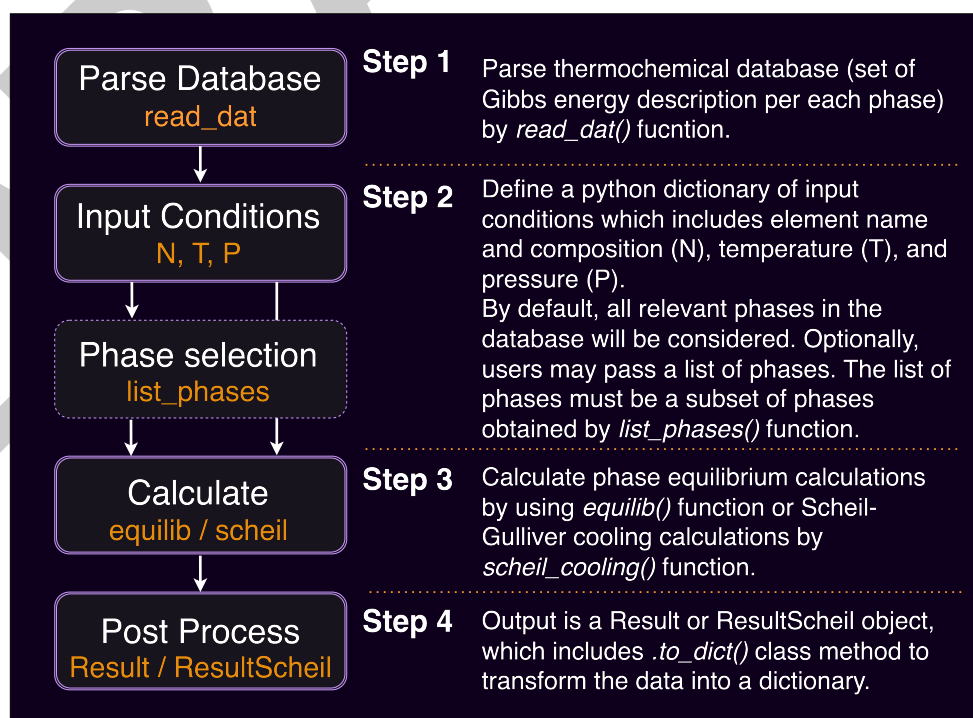 Parse Database
read_dat
Step 1
Parse thermochemical database (set of
Gibbs energy description per each phase)
by read_dat() fucntion.
Input Conditions
N, T, P
Step 2
Define a python dictionary of input
conditions which includes element name
and composition (N), temperature (T), and
pressure (P).
By default, all relevant phases in the
database will be considered. Optionally,
users may pass a list of phases. The list of
phases must be a subset of phases
obtained by list_phases() function.
Phase selection
list_phases
Calculate
equilib / scheil
Step 3
Calculate phase equilibrium calculations
by using equilib() function or Scheil-
Gulliver cooling calculations by
scheil_cooling() function.
Post Process
Result / ResultScheil
Step 4
Output is a Result or ResultScheil object,
which includes .to_dict() class method to
transform the data into a dictionary.